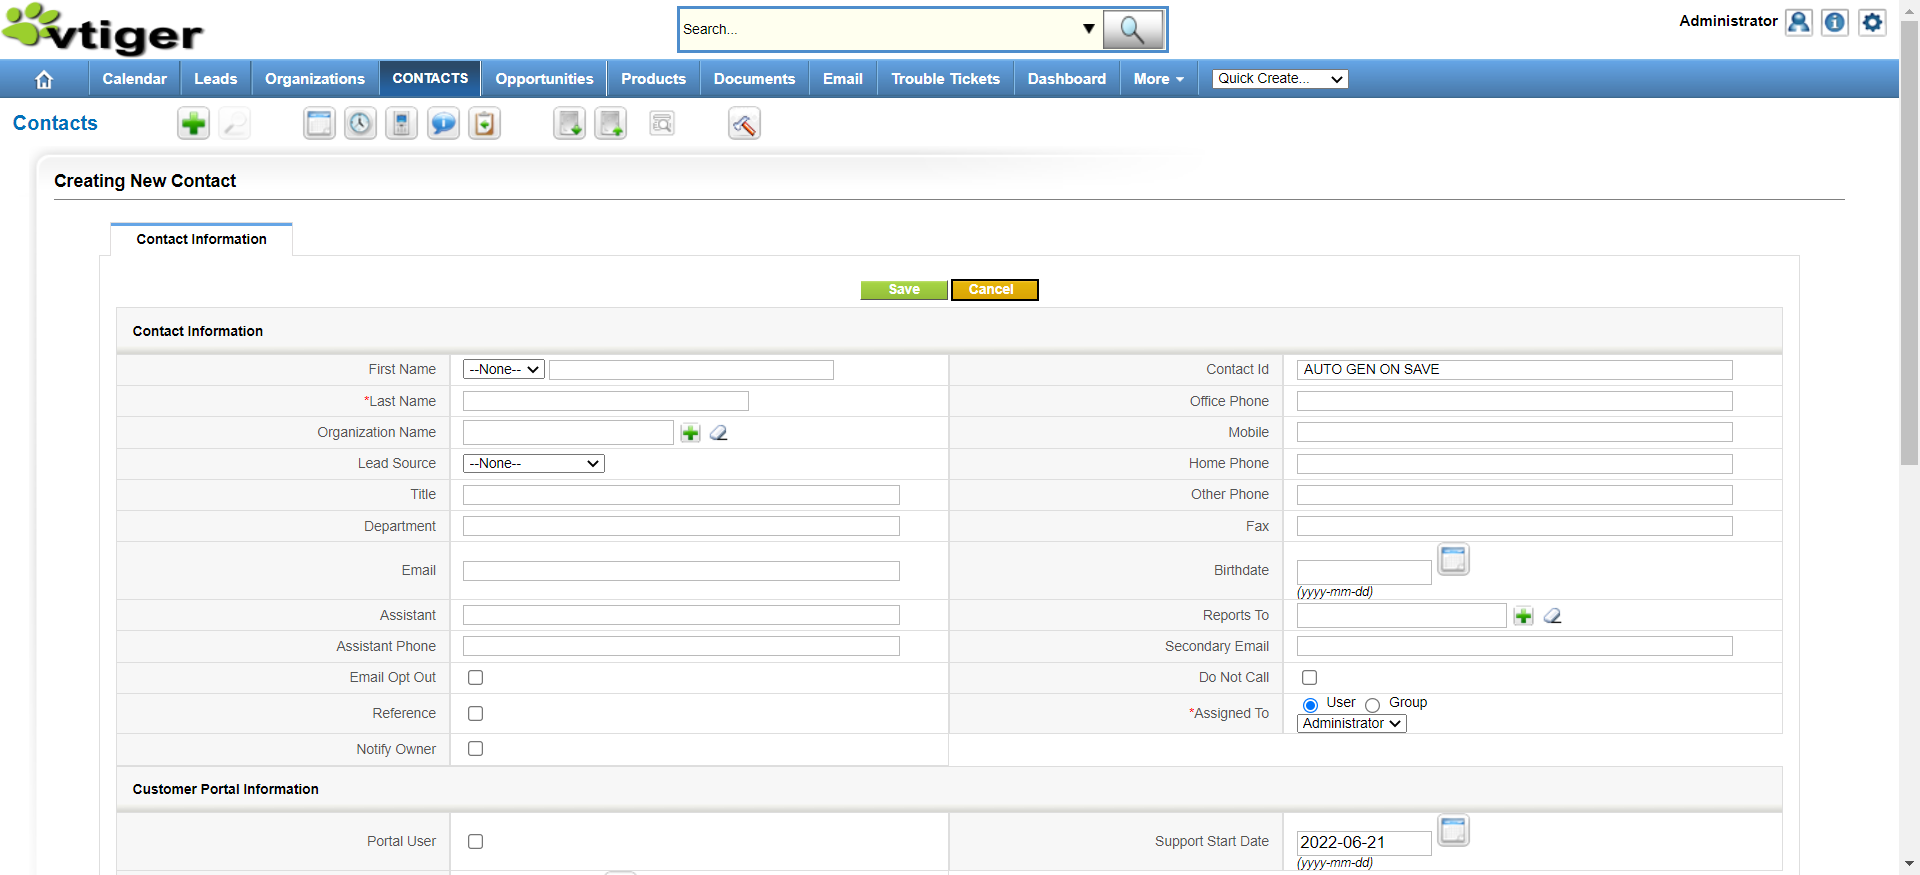 vtiger
Search...
Administrator
Calendar Leads Organizations CONTACTS Opportunities Products Documents Email Trouble Tickets Dashboard More Quick Create...
Contacts
Creating New Contact
Contact Information
Save Cancel
Contact Information
First Name --None-- Contact Id AUTO GEN ON SAVE
*Last Name Office Phone
Organization Name Mobile
Lead Source --None-- Home Phone
Title Other Phone
Department Fax
Email Birthdate
(yyyy-mm-dd)
Assistant Reports To
Assistant Phone Secondary Email
Email Opt Out Do Not Call
Reference *Assigned To User Group
Administrator
Notify Owner
Customer Portal Information
Portal User Support Start Date 2022-06-21
(yyyy-mm-dd)